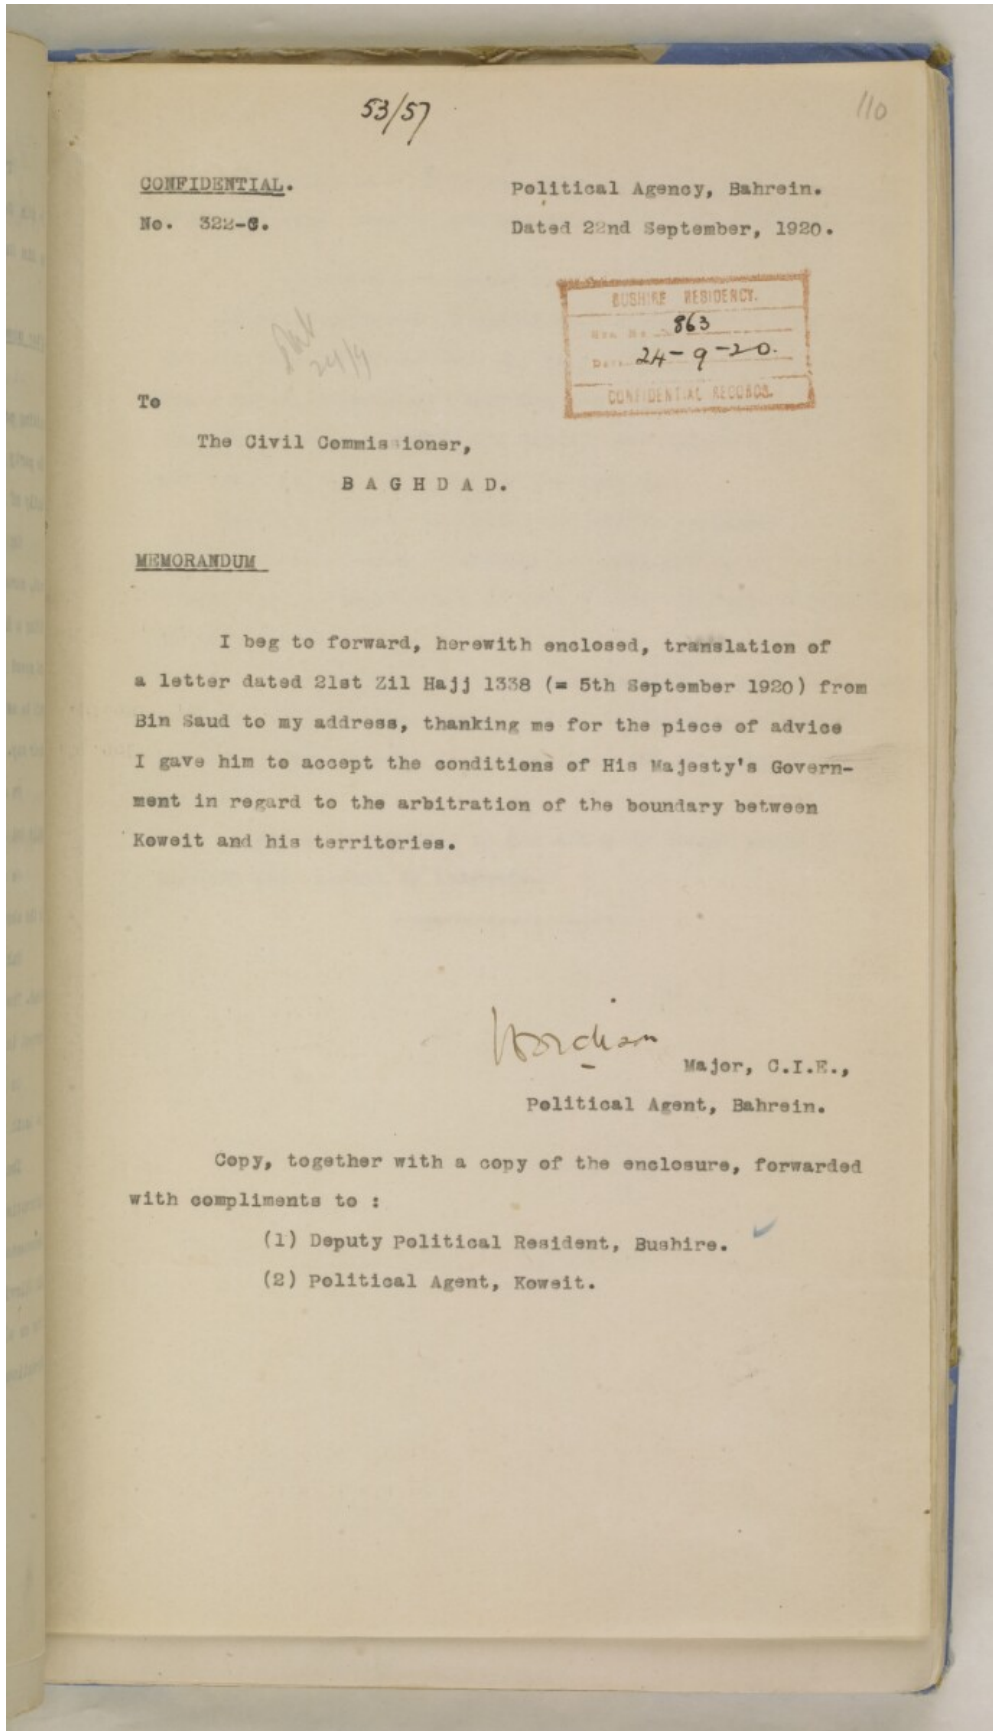 53/57
110
CONFIDENTIAL.
Political Agency, Bahrein.
No. 322-C.
Dated 22nd September, 1920.
BUSHIRE RESIDENCY.
863
24-9-20.
CONFIDENTIAL RECORDS.
24/9
To
The Civil Commissioner,
BAGHDAD.
MEMORANDUM
I beg to forward, herewith enclosed, translation of
a letter dated 21st Zil Hajj 1338 (= 5th September 1920) from
Bin Saud to my address, thanking me for the piece of advice
I gave him to accept the conditions of His Majesty's Govern-
ment in regard to the arbitration of the boundary between
Koweit and his territories.
Major, C.I.E.,
Political Agent, Bahrein.
Copy, together with a copy of the enclosure, forwarded
with compliments to :
(1) Deputy Political Resident, Bushire.
(2) Political Agent, Koweit.